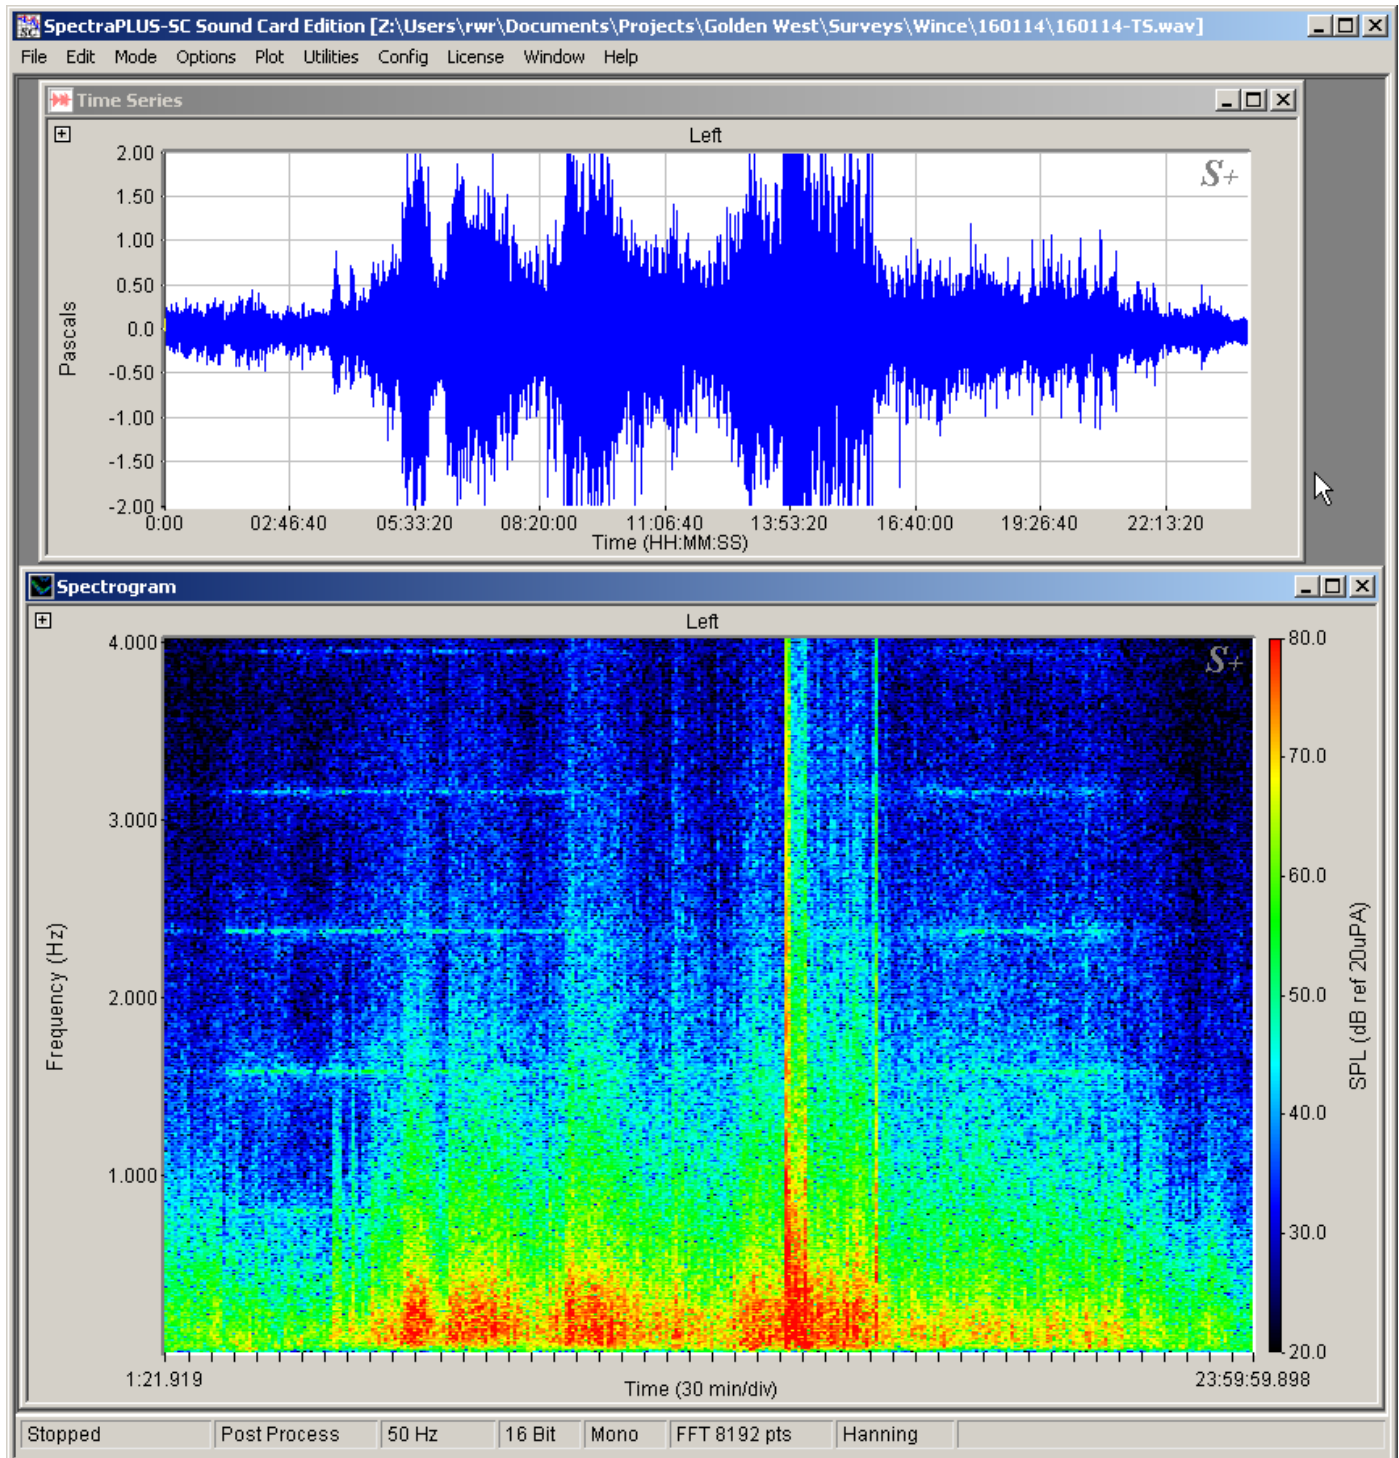 SpectraPLUS-SC Sound Card Edition [Z:\Users\rwr\Documents\Projects\Golden West\Surveys\Wince\160114\160114-TS.wav]
File Edit Mode Options Plot Utilities Config License Window Help
Time Series
Left
S+
2.00
1.50
1.00
0.50
0.0
-0.50
-1.00
-1.50
-2.00
Pascals
0:00 02:46:40 05:33:20 08:20:00 11:06:40 13:53:20 16:40:00 19:26:40 22:13:20
Time (HH:MM:SS)
Spectrogram
Left
S+
4.000
3.000
2.000
1.000
Frequency (Hz)
80.0
70.0
60.0
50.0
40.0
30.0
20.0
SPL (dB ref 20uPA)
1:21.919 23:59:59.898
Time (30 min/div)
Stopped Post Process 50 Hz 16 Bit Mono FFT 8192 pts Hanning